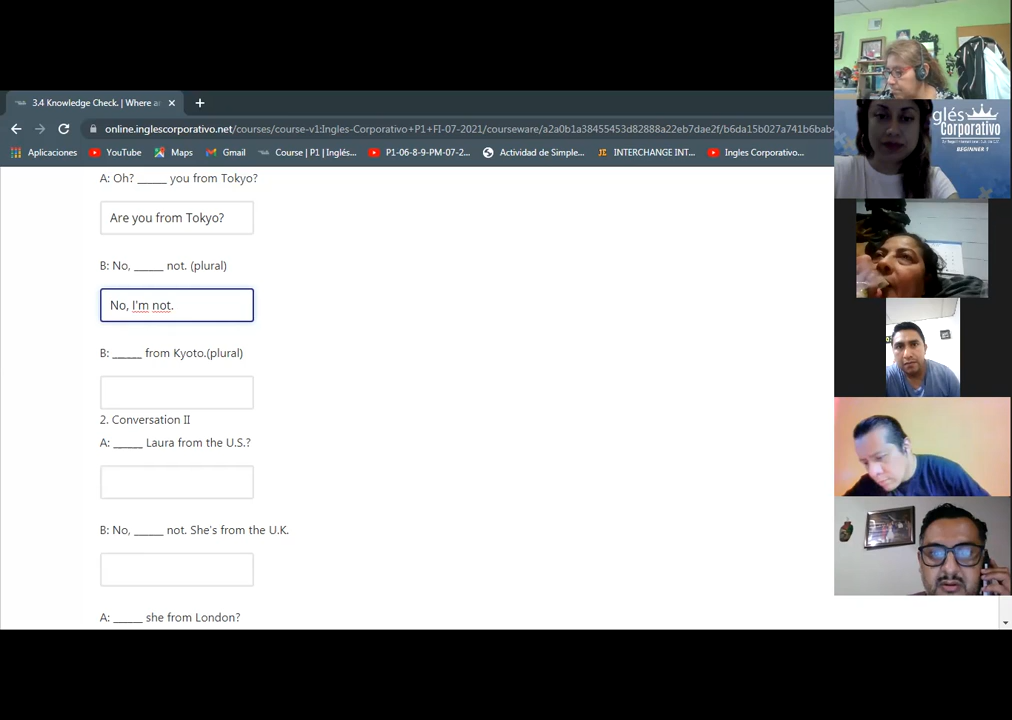 3.4 Knowledge Check. | Where a
online.inglescorporativo.net/courses/course-v1:Ingles-Corporativo+P1+FI-07-2021/courseware/a2a0b1a38455453d82888a22eb7dae2f/b6da15b027a741b6bab
Aplicaciones YouTube Maps Gmail Course | P1 | Inglés... P1-06-8-9-PM-07-2... Actividad de Simple... INTERCHANGE INT... Ingles Corporativo...
A: Oh? _____ you from Tokyo?
Are you from Tokyo?
B: No, _____ not. (plural)
No, I'm not.
B: _____ from Kyoto.(plural)
2. Conversation II
A: _____ Laura from the U.S.?
B: No, _____ not. She's from the U.K.
A: _____ she from London?
glés
Corporativo
BEGINNER 1